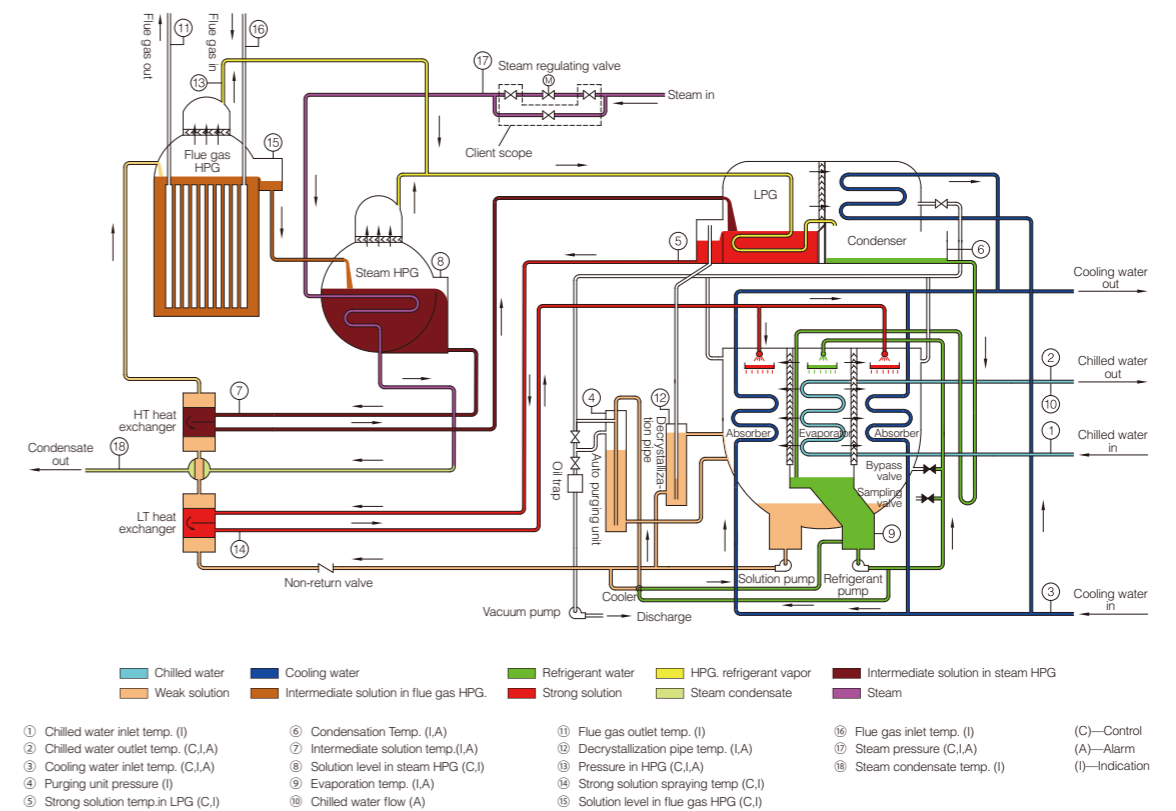 Flue gas out
11
Flue gas in
16
13
17
Steam regulating valve
M
Steam in
Client scope
Flue gas
HPG
15
LPG
Condenser
5
6
Steam HPG
8
Cooling water
out
2
Chilled water
out
10
1
Chilled water
in
7
HT heat
exchanger
Condensate
out
18
LT heat
exchanger
14
4
12
Decrystalliza-
tion pipe
Auto purging unit
Oil trap
Absorber
Evaporator
Absorber
Bypass
valve
Sampling
valve
9
Non-return valve
Solution pump
Refrigerant
pump
Cooler
Vacuum pump
Discharge
3
Cooling water
in
Chilled water
Cooling water
Refrigerant water
HPG. refrigerant vapor
Intermediate solution in steam HPG
Weak solution
Intermediate solution in flue gas HPG.
Strong solution
Steam condensate
Steam
① Chilled water inlet temp. (I)
② Chilled water outlet temp. (C,I,A)
③ Cooling water inlet temp. (C,I,A)
④ Purging unit pressure (I)
⑤ Strong solution temp.in LPG (C,I)
⑥ Condensation Temp. (I,A)
⑦ Intermediate solution temp.(I,A)
⑧ Solution level in steam HPG (C,I)
⑨ Evaporation temp. (I,A)
⑩ Chilled water flow (A)
⑪ Flue gas outlet temp. (I)
⑫ Decrystallization pipe temp. (I,A)
⑬ Pressure in HPG (C,I,A)
⑭ Strong solution spraying temp (C,I)
⑮ Solution level in flue gas HPG (C,I)
⑯ Flue gas inlet temp. (I)
⑰ Steam pressure (C,I,A)
⑱ Steam condensate temp. (I)
(C)—Control
(A)—Alarm
(I)—Indication